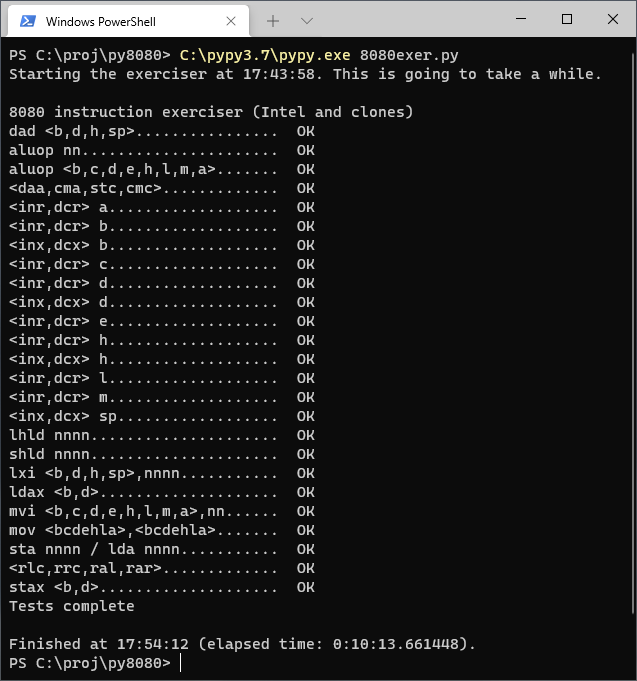 Windows PowerShell
PS C:\proj\py8080> C:\pypy3.7\pypy.exe 8080exer.py
Starting the exerciser at 17:43:58. This is going to take a while.
8080 instruction exerciser (Intel and clones)
dad <b,d,h,sp>................  OK
aluop nn......................  OK
aluop <b,c,d,e,h,l,m,a>.......  OK
<daa,cma,stc,cmc>.............  OK
<inr,dcr> a...................  OK
<inr,dcr> b...................  OK
<inx,dcx> b...................  OK
<inr,dcr> c...................  OK
<inr,dcr> d...................  OK
<inx,dcx> d...................  OK
<inr,dcr> e...................  OK
<inr,dcr> h...................  OK
<inx,dcx> h...................  OK
<inr,dcr> l...................  OK
<inr,dcr> m...................  OK
<inx,dcx> sp..................  OK
lhld nnnn.....................  OK
shld nnnn.....................  OK
lxi <b,d,h,sp>,nnnn...........  OK
ldax <b,d>....................  OK
mvi <b,c,d,e,h,l,m,a>,nn......  OK
mov <bcdehla>,<bcdehla>.......  OK
sta nnnn / lda nnnn...........  OK
<rlc,rrc,ral,rar>.............  OK
stax <b,d>....................  OK
Tests complete
Finished at 17:54:12 (elapsed time: 0:10:13.661448).
PS C:\proj\py8080>